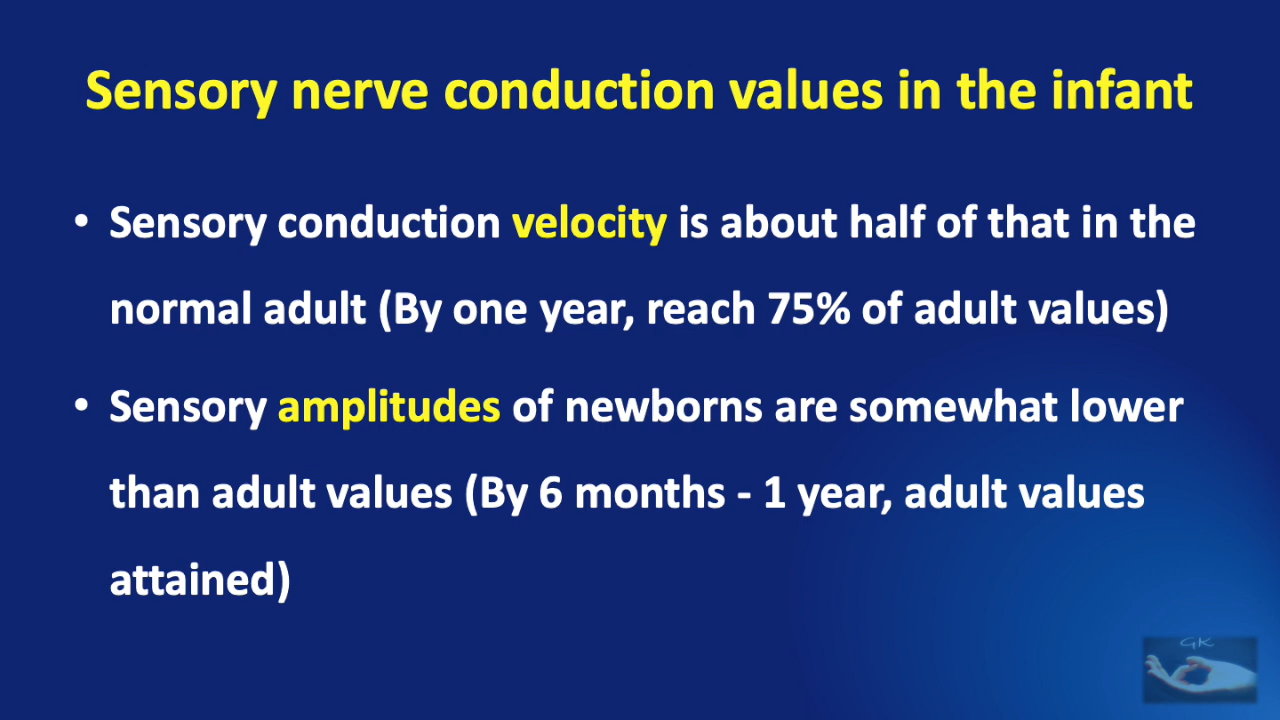 Sensory nerve conduction values in the infant
• Sensory conduction velocity is about half of that in the
normal adult (By one year, reach 75% of adult values)
• Sensory amplitudes of newborns are somewhat lower
than adult values (By 6 months - 1 year, adult values
attained)
GK